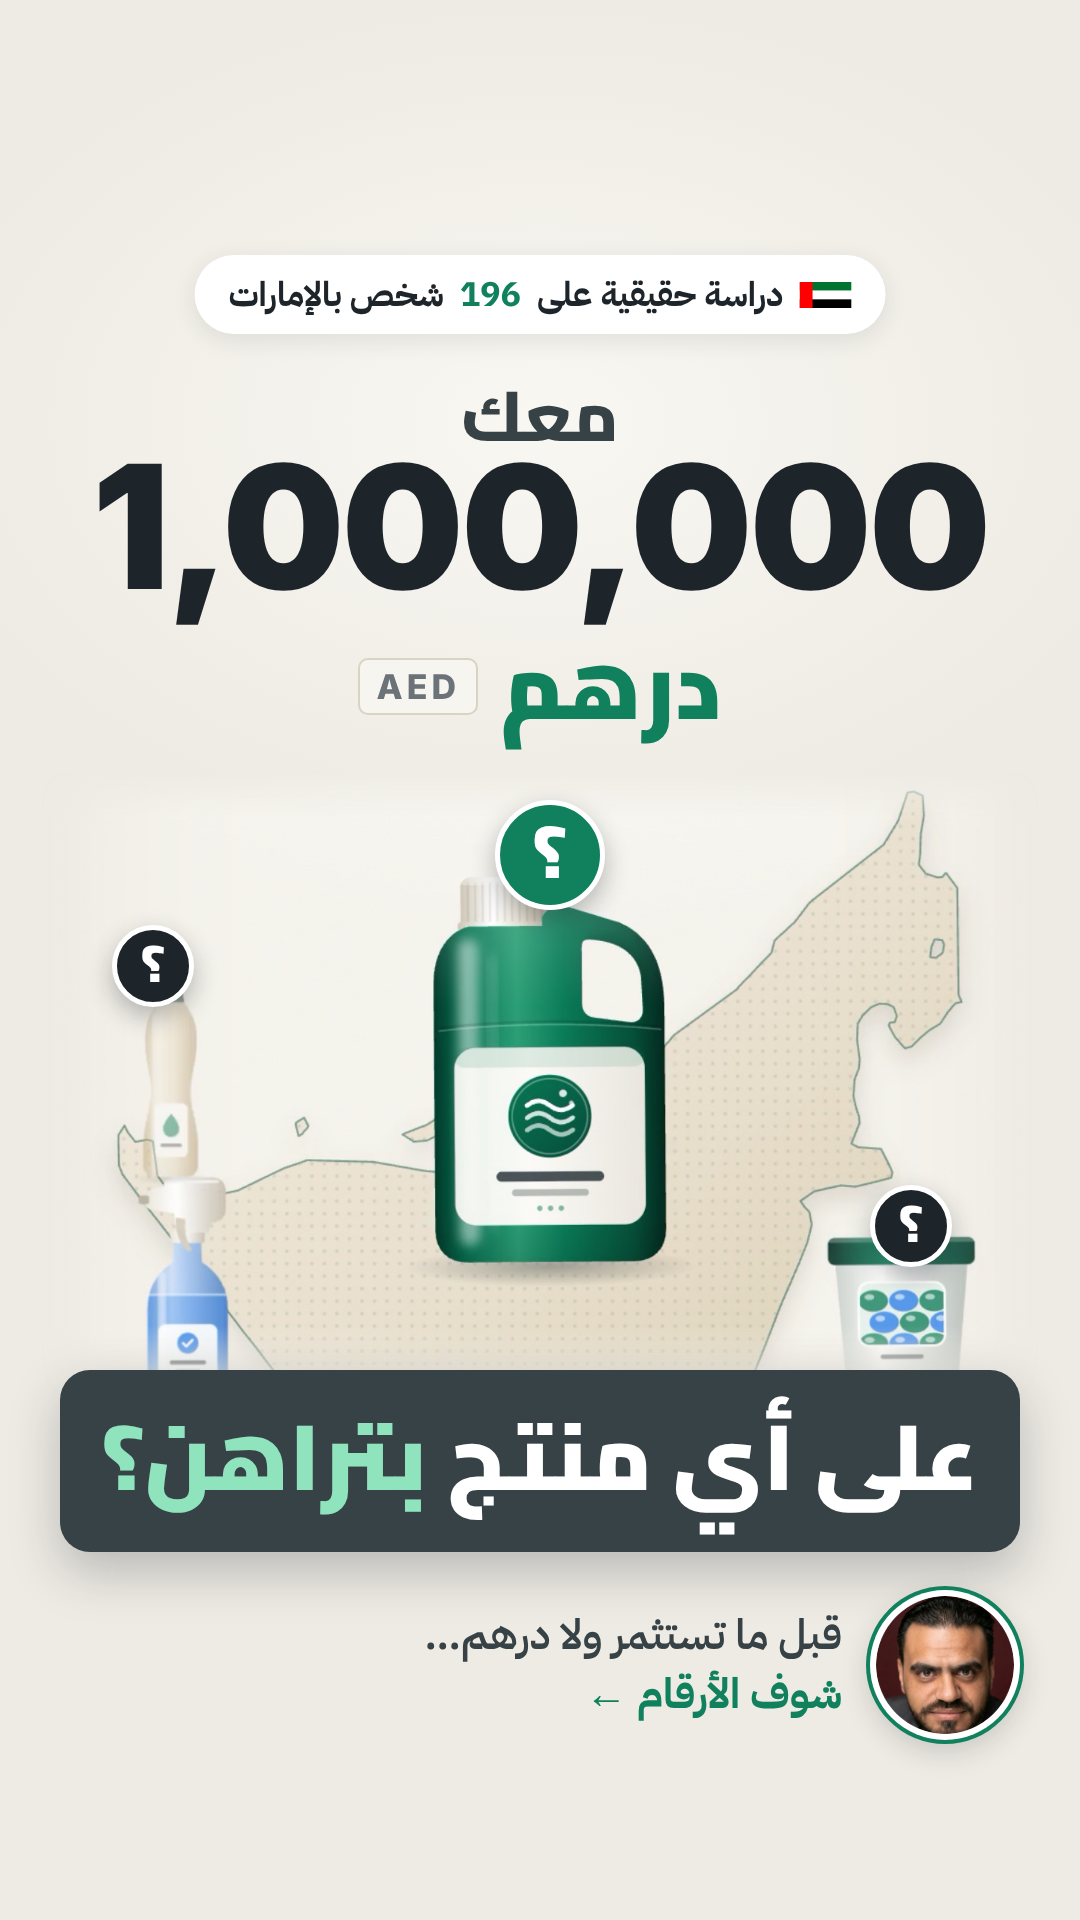 دراسة حقيقية على 196 شخص بالإمارات
معك
1,000,000
درهم AED
؟
؟
؟
على أي منتج بتراهن؟
قبل ما تستثمر ولا درهم...
شوف الأرقام ←